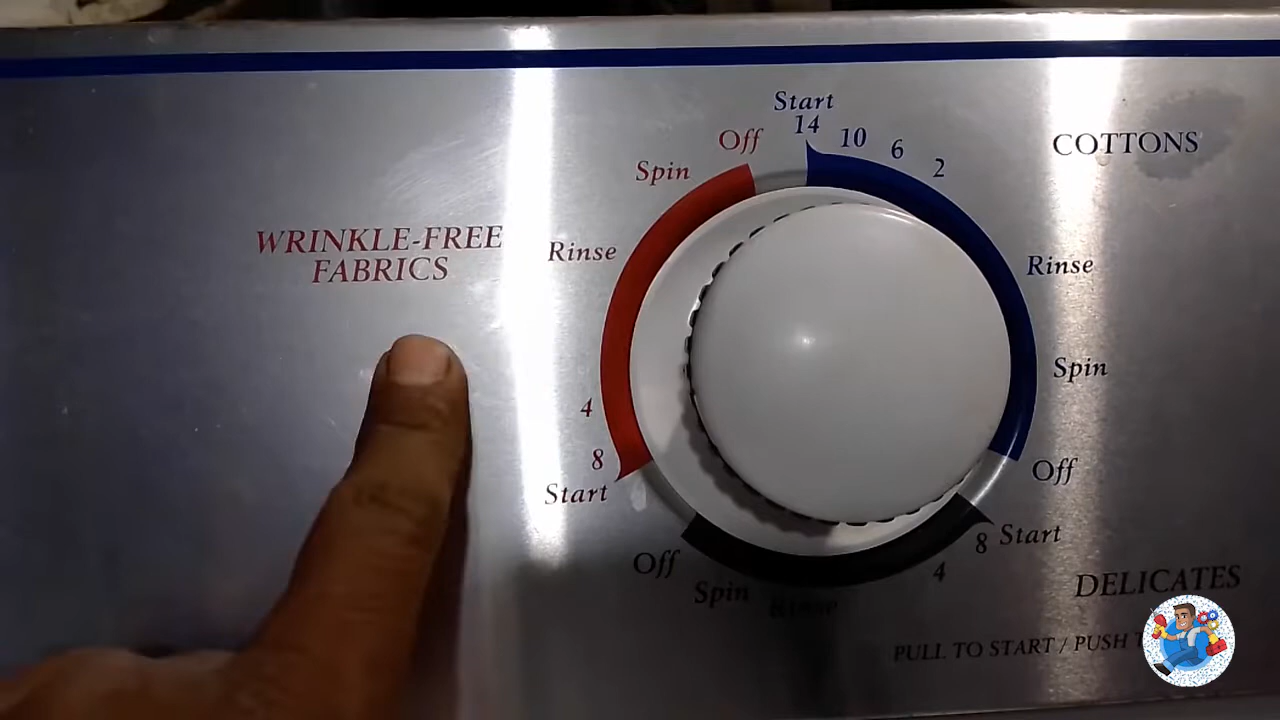 Start
14
10
6
2
COTTONS
Off
Spin
WRINKLE-FREE
FABRICS
Rinse
Rinse
Spin
4
8
Start
Off
Off
Spin
Rinse
8 Start
4
DELICATES
PULL TO START / PUSH